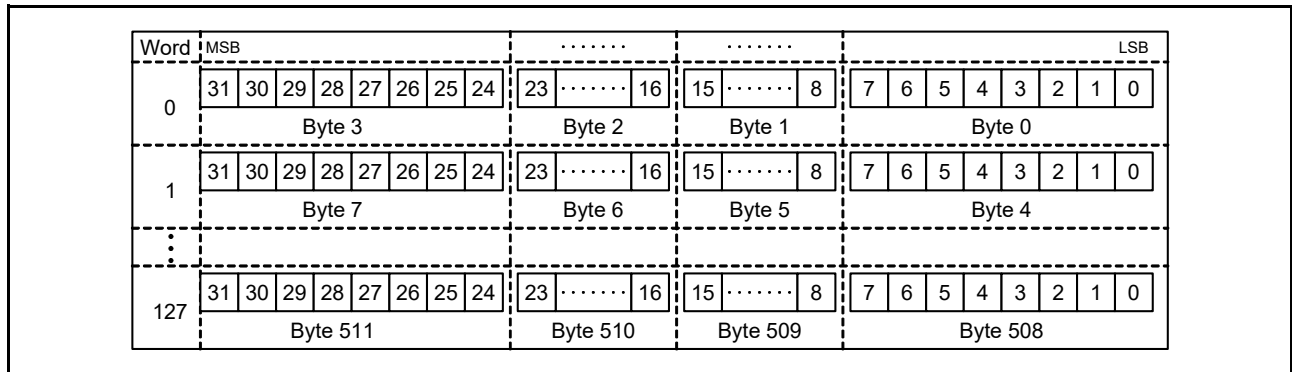 Word MSB ······· ······· LSB
0 31 30 29 28 27 26 25 24 23 ······· 16 15 ······· 8 7 6 5 4 3 2 1 0
Byte 3 Byte 2 Byte 1 Byte 0
1 31 30 29 28 27 26 25 24 23 ······· 16 15 ······· 8 7 6 5 4 3 2 1 0
Byte 7 Byte 6 Byte 5 Byte 4
⋮
127 31 30 29 28 27 26 25 24 23 ······· 16 15 ······· 8 7 6 5 4 3 2 1 0
Byte 511 Byte 510 Byte 509 Byte 508